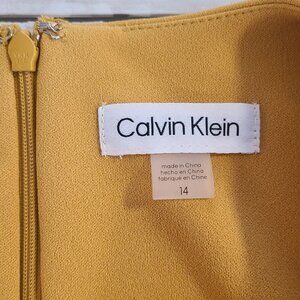 Calvin Klein
made in China
hecho en China
fabriqué en Chine
14